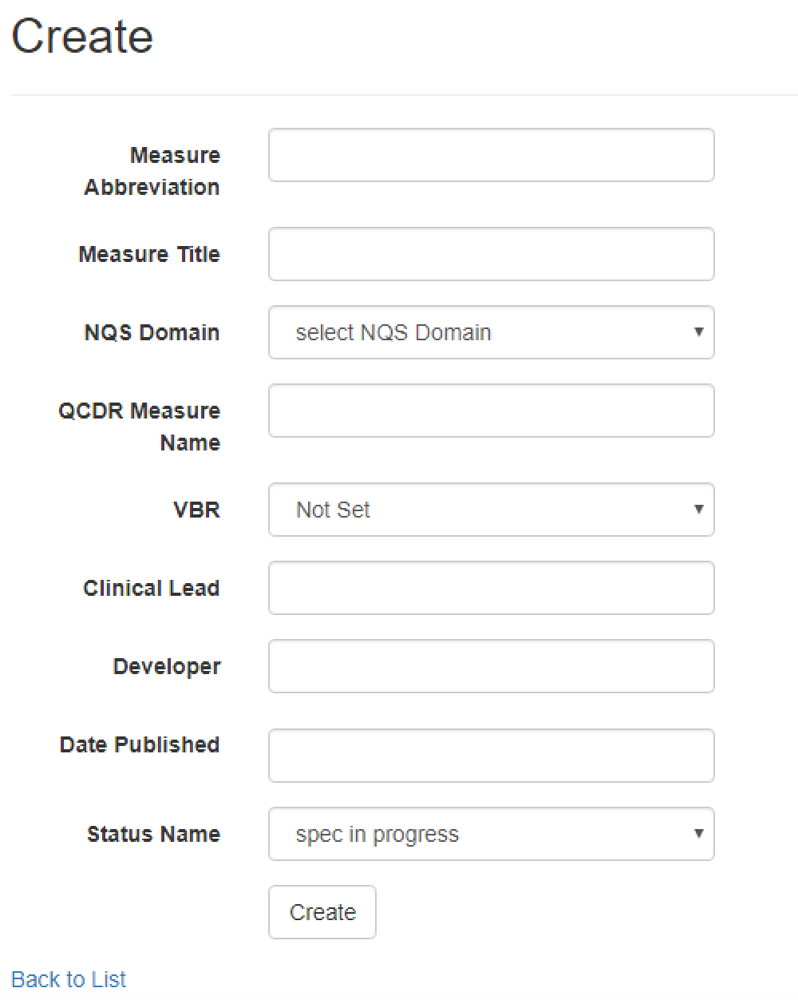 Create
Measure
Abbreviation
Measure Title
NQS Domain
select NQS Domain
QCDR Measure
Name
VBR
Not Set
Clinical Lead
Developer
Date Published
Status Name
spec in progress
Create
Back to List